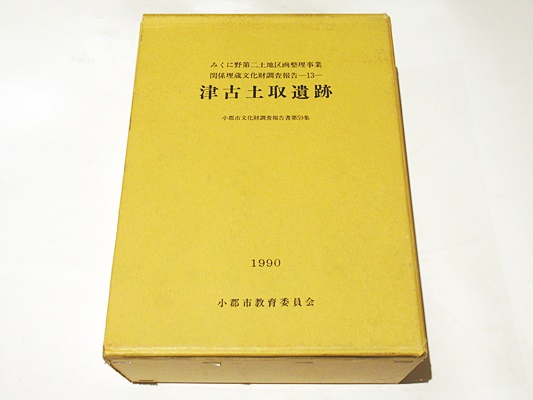 みくに野第二土地区画整理事業
関係埋蔵文化財調査報告―13―
津古土取遺跡
小郡市文化財調査報告書第59集
1990
小郡市教育委員会